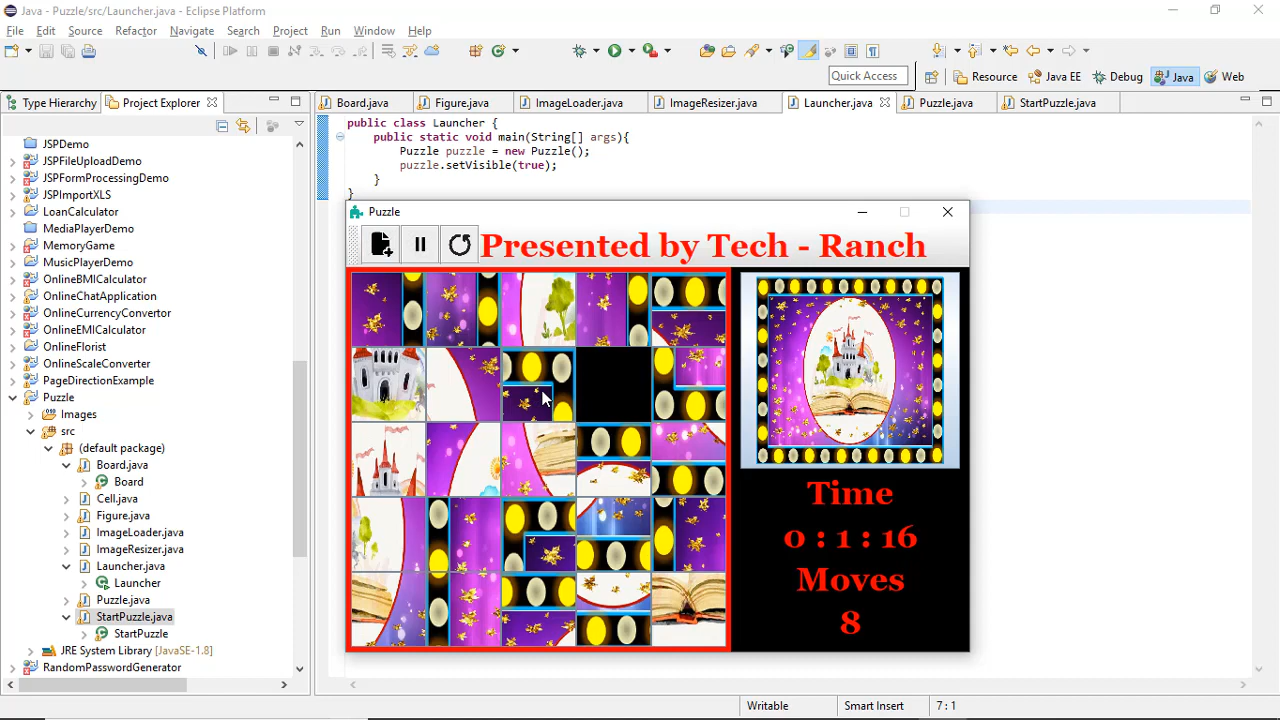 Java - Puzzle/src/Launcher.java - Eclipse Platform
File Edit Source Refactor Navigate Search Project Run Window Help
Quick Access
Resource Java EE Debug Java Web
Type Hierarchy Project Explorer
Board.java Figure.java ImageLoader.java ImageResizer.java Launcher.java Puzzle.java StartPuzzle.java
JSPDemo
JSPFileUploadDemo
JSPFormProcessingDemo
JSPImportXLS
LoanCalculator
MediaPlayerDemo
MemoryGame
MusicPlayerDemo
OnlineBMICalculator
OnlineChatApplication
OnlineCurrencyConvertor
OnlineEMICalculator
OnlineFlorist
OnlineScaleConverter
PageDirectionExample
Puzzle
Images
src
(default package)
Board.java
Board
Cell.java
Figure.java
ImageLoader.java
ImageResizer.java
Launcher.java
Launcher
Puzzle.java
StartPuzzle.java
StartPuzzle
JRE System Library [JavaSE-1.8]
RandomPasswordGenerator
public class Launcher {
public static void main(String[] args){
Puzzle puzzle = new Puzzle();
puzzle.setVisible(true);
}
}
Puzzle
Presented by Tech - Ranch
Time
0 : 1 : 16
Moves
8
Writable Smart Insert 7 : 1